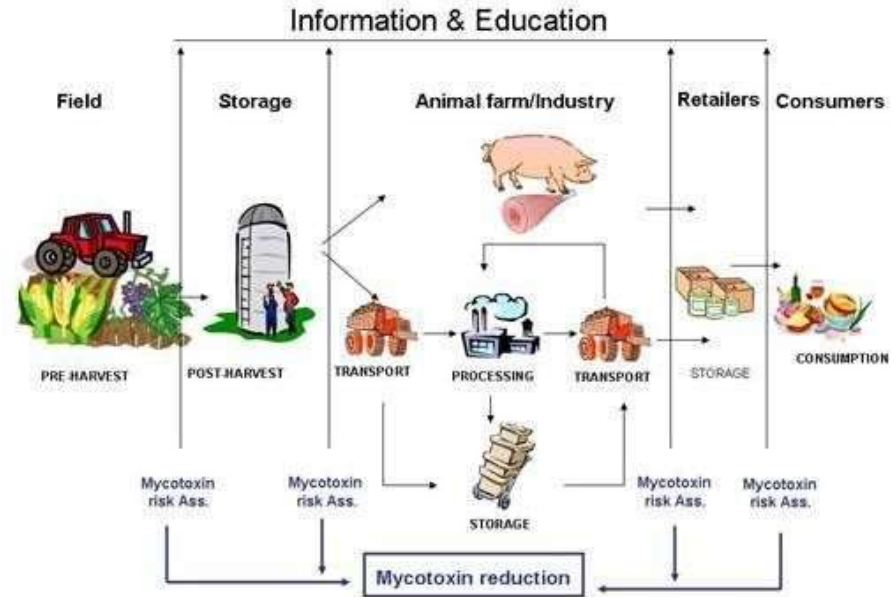 Information & Education
Field
Storage
Animal farm/Industry
Retailers
Consumers
PRE-HARVEST
POST-HARVEST
TRANSPORT
PROCESSING
TRANSPORT
STORAGE
CONSUMPTION
STORAGE
Mycotoxin
risk Ass.
Mycotoxin
risk Ass.
Mycotoxin
risk Ass.
Mycotoxin
risk Ass.
Mycotoxin reduction